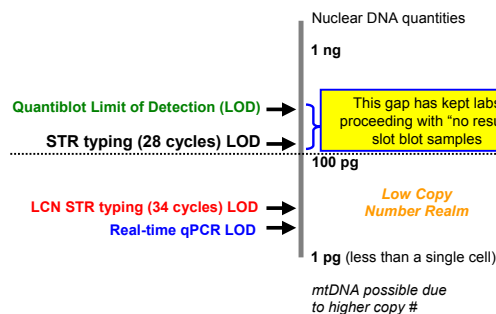 Nuclear DNA quantities
1 ng
Quantiblot Limit of Detection (LOD)
This gap has kept labs
proceeding with “no
slot blot samples
STR typing (28 cycles) LOD
100 pg
LCN STR typing (34 cycles) LOD
Low Copy
Number Realm
Real-time qPCR LOD
1 pg (less than a single cell)
mtDNA possible due
to higher copy #